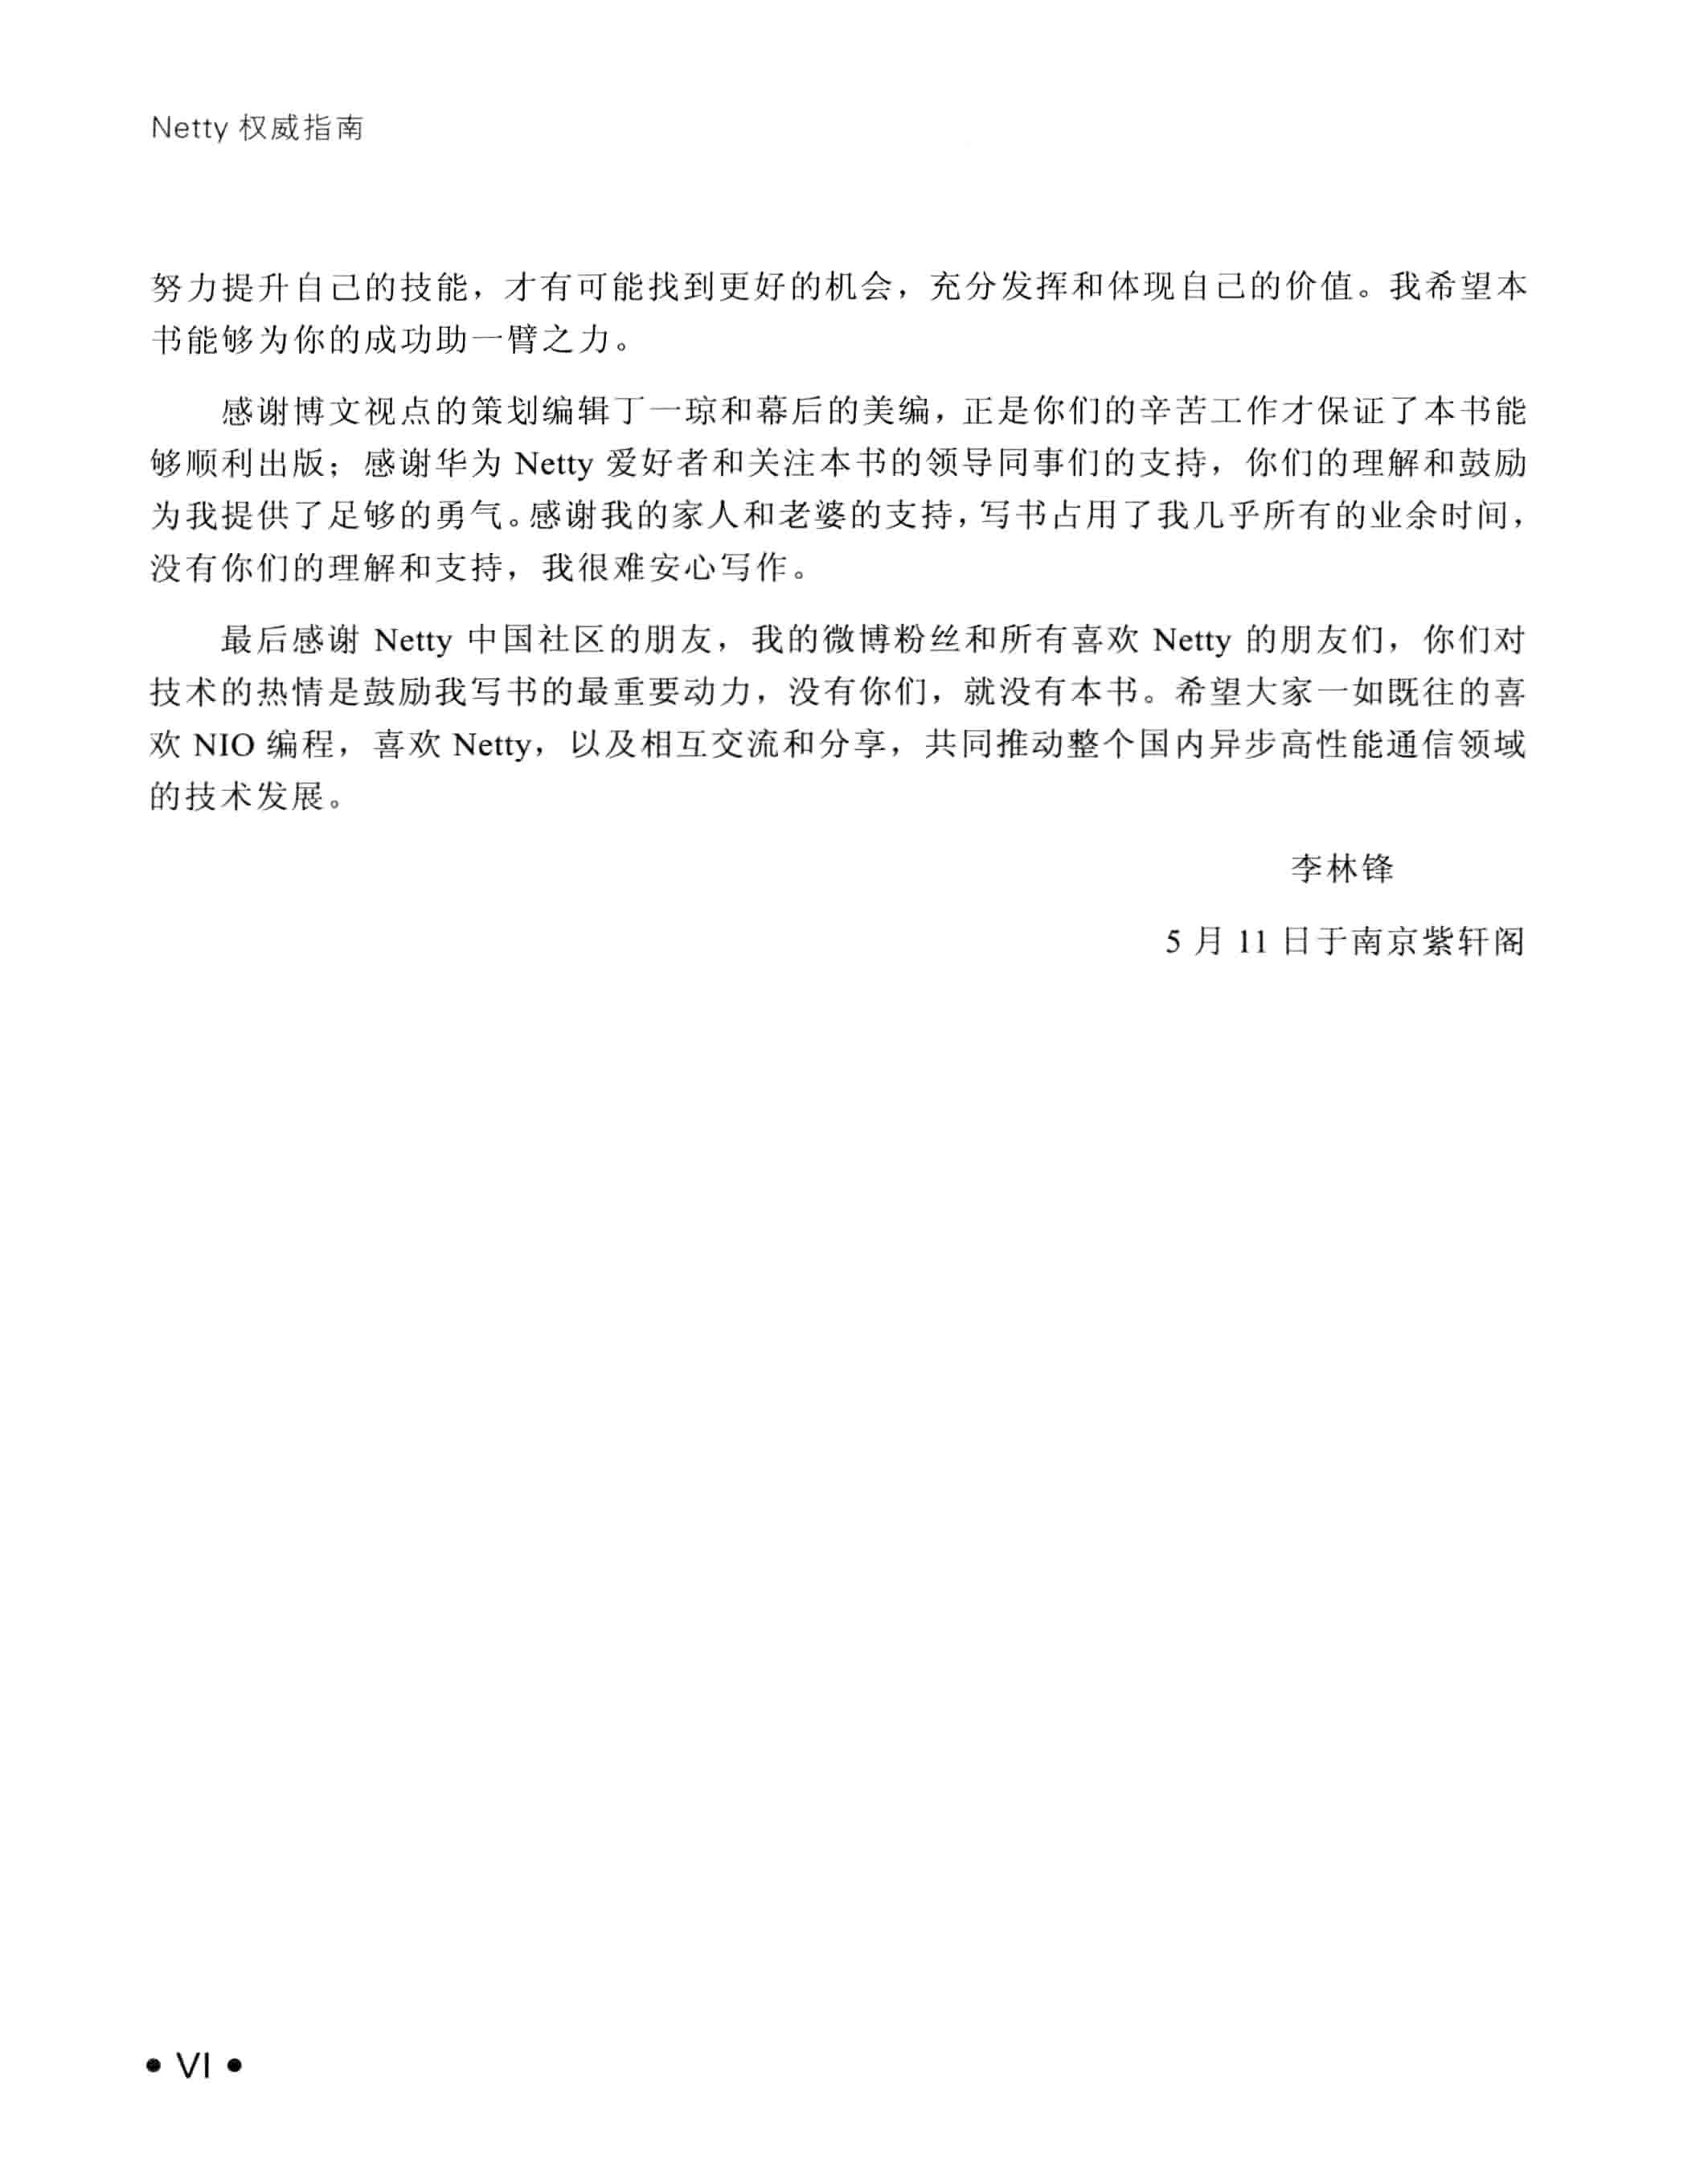 Netty 权威指南
努力提升自己的技能，才有可能找到更好的机会，充分发挥和体现自己的价值。我希望本
书能够为你的成功助一臂之力。
感谢博文视点的策划编辑丁一琼和幕后的美编，正是你们的辛苦工作才保证了本书能
够顺利出版；感谢华为 Netty 爱好者和关注本书的领导同事们的支持，你们的理解和鼓励
为我提供了足够的勇气。感谢我的家人和老婆的支持，写书占用了我几乎所有的业余时间，
没有你们的理解和支持，我很难安心写作。
最后感谢 Netty 中国社区的朋友，我的微博粉丝和所有喜欢 Netty 的朋友们，你们对
技术的热情是鼓励我写书的最重要动力，没有你们，就没有本书。希望大家一如既往的喜
欢 NIO 编程，喜欢 Netty，以及相互交流和分享，共同推动整个国内异步高性能通信领域
的技术发展。
李林锋
5 月 11 日于南京紫轩阁
• VI •